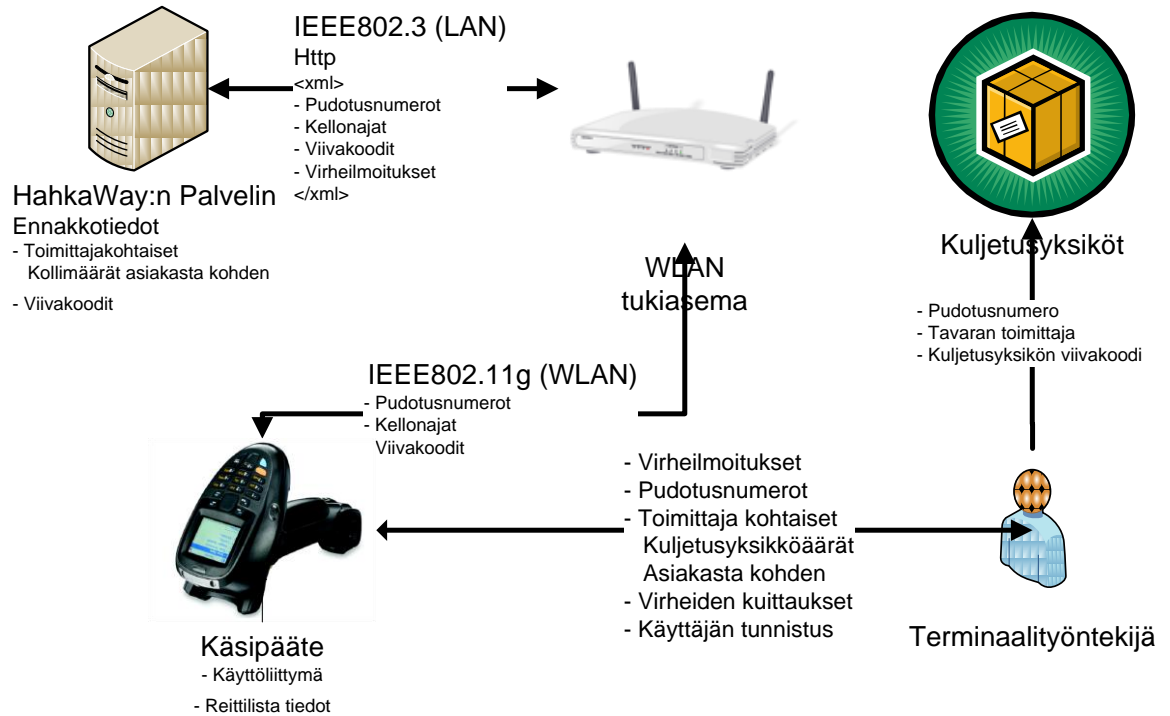 IEEE802.3 (LAN)
Http
<xml>
- Pudotusnumerot
- Kellonajat
- Viivakoodit
- Virheilmoitukset
</xml>
HahkaWay:n Palvelin
Ennakkotiedot
- Toimittajakohtaiset
Kollimäärät asiakasta kohden
- Viivakoodit
WLAN
tukiasema
Kuljetusyksiköt
- Pudotusnumero
- Tavaran toimittaja
- Kuljetusyksikön viivakoodi
IEEE802.11g (WLAN)
- Pudotusnumerot
- Kellonajat
Viivakoodit
- Virheilmoitukset
- Pudotusnumerot
- Toimittaja kohtaiset
Kuljetusyksikköäärät
Asiakasta kohden
- Virheiden kuittaukset
- Käyttäjän tunnistus
Terminaalityöntekijä
Käsipääte
- Käyttöliittymä
- Reittilista tiedot